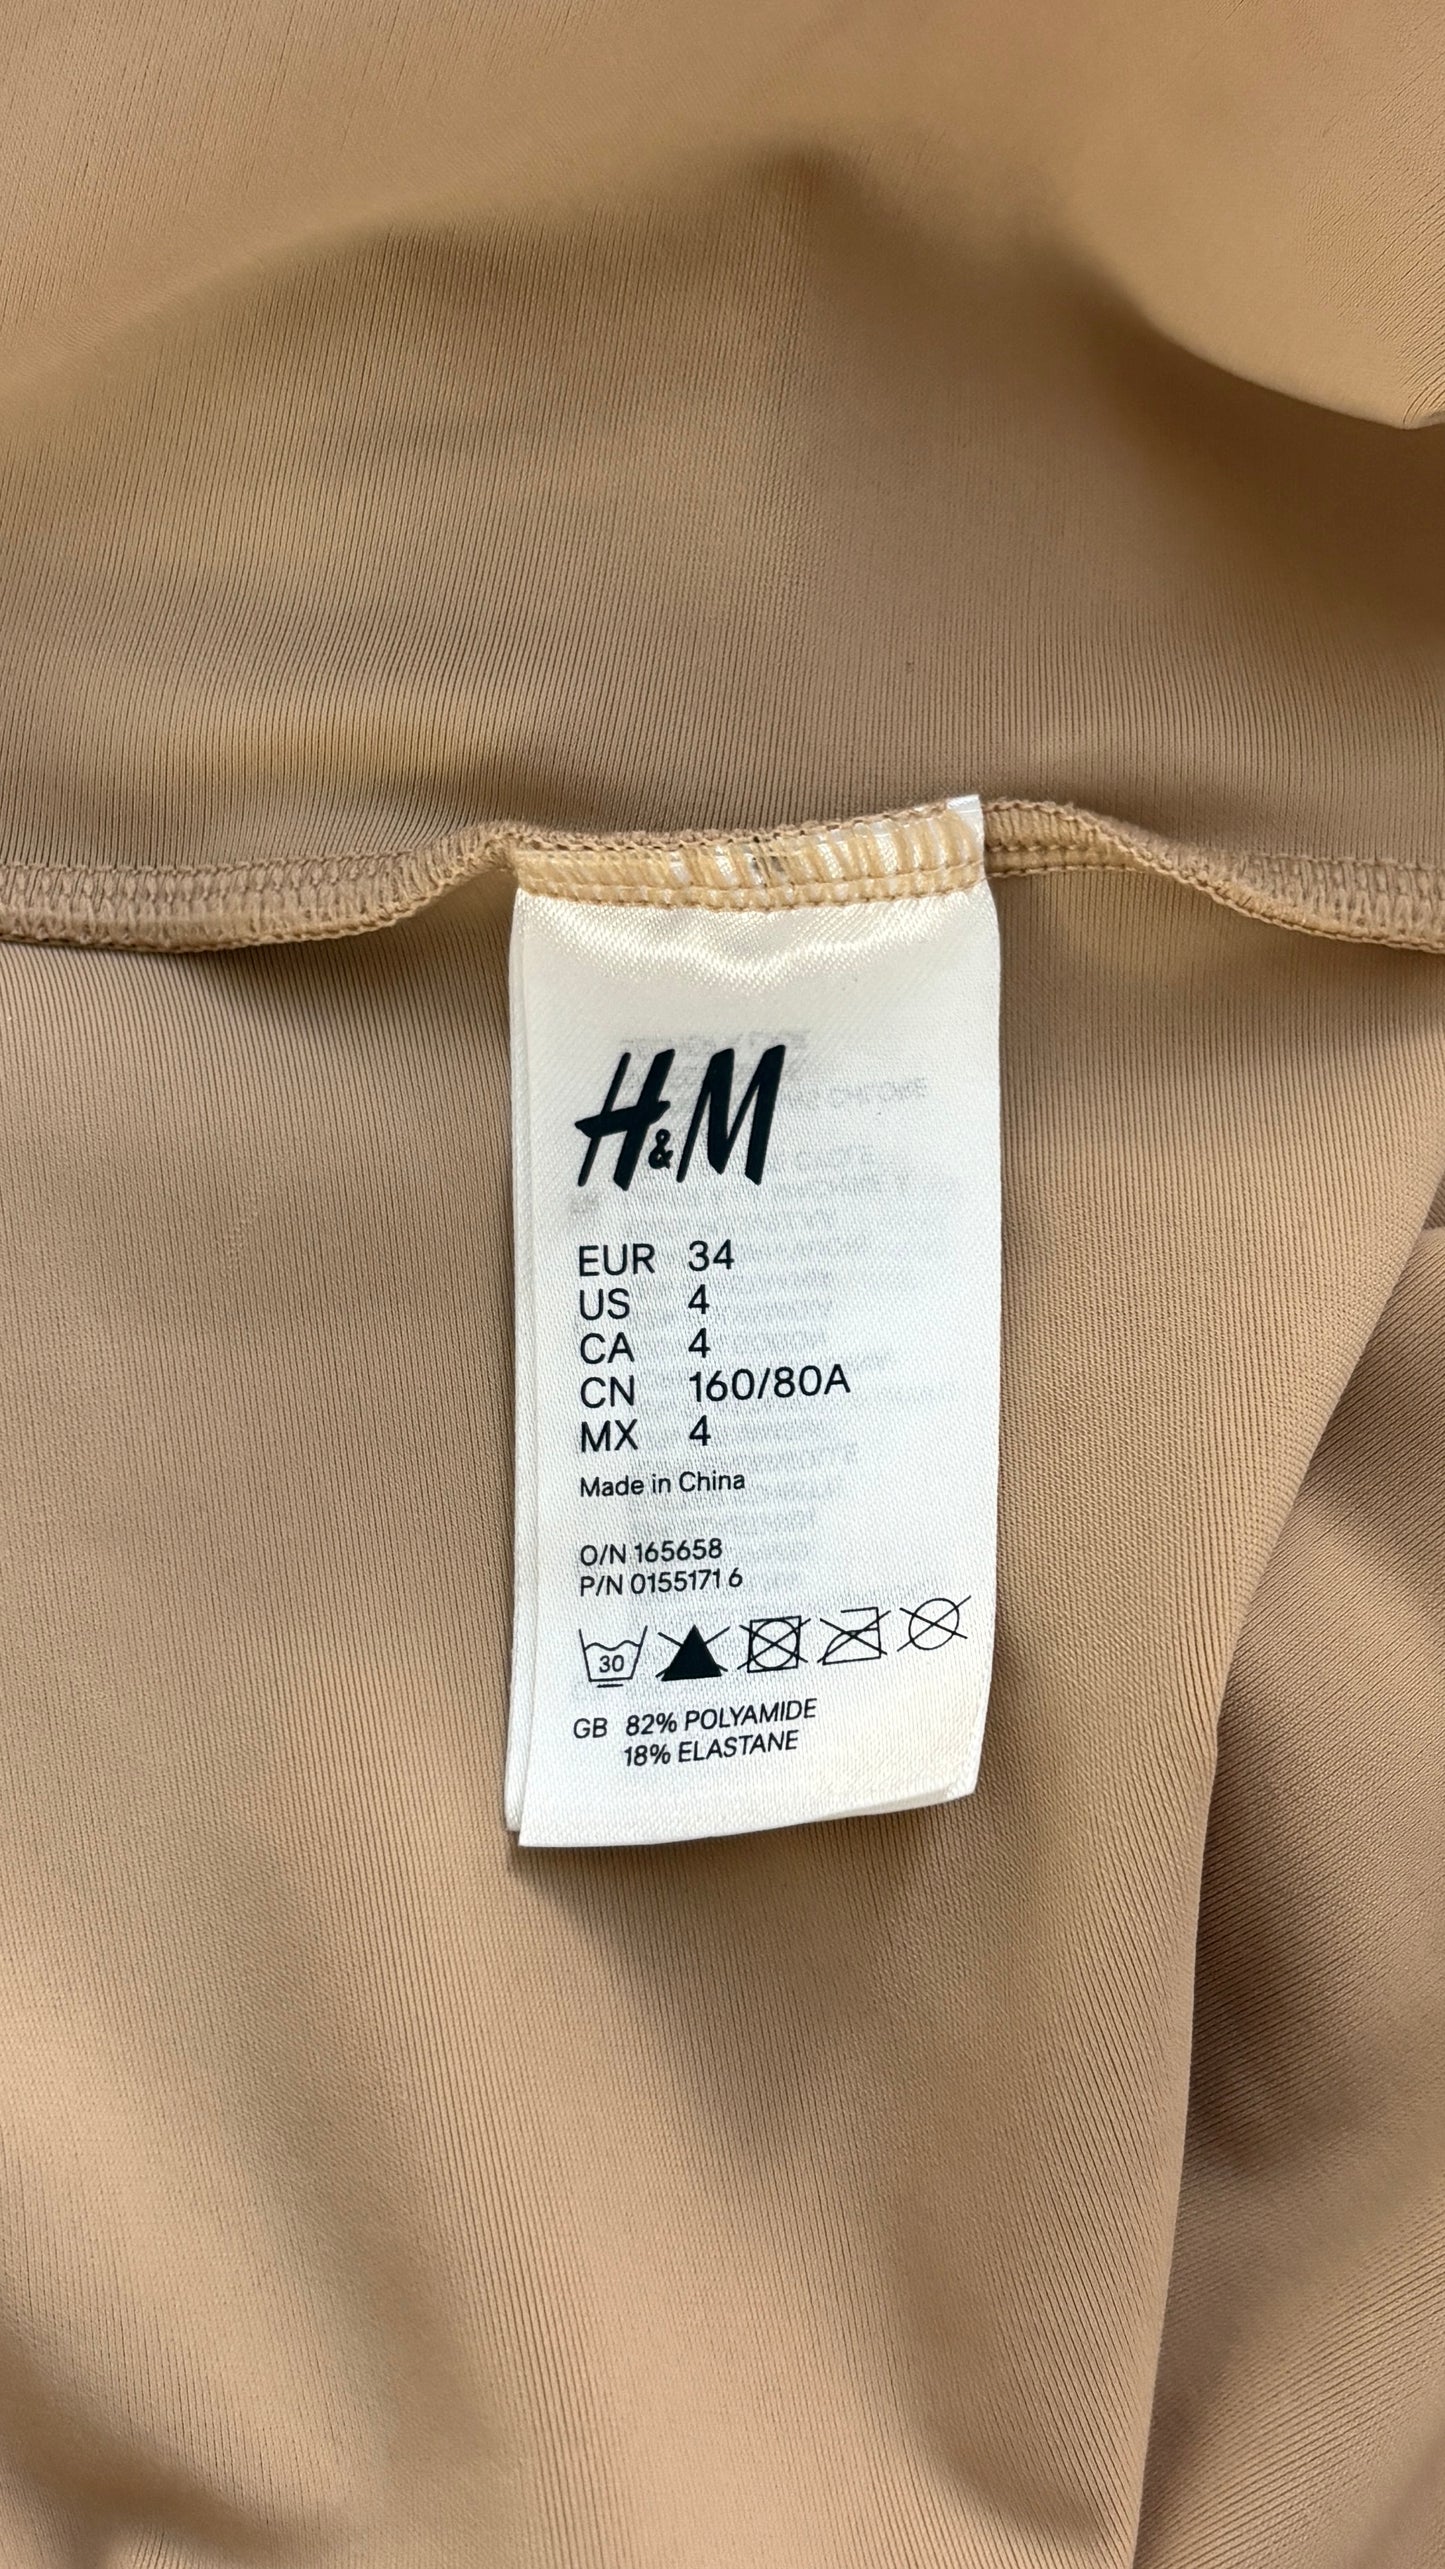 H&M
EUR 34
US 4
CA 4
CN 160/80A
MX 4
Made in China
O/N 165658
P/N 0155171 6
30
GB 82% POLYAMIDE
18% ELASTANE